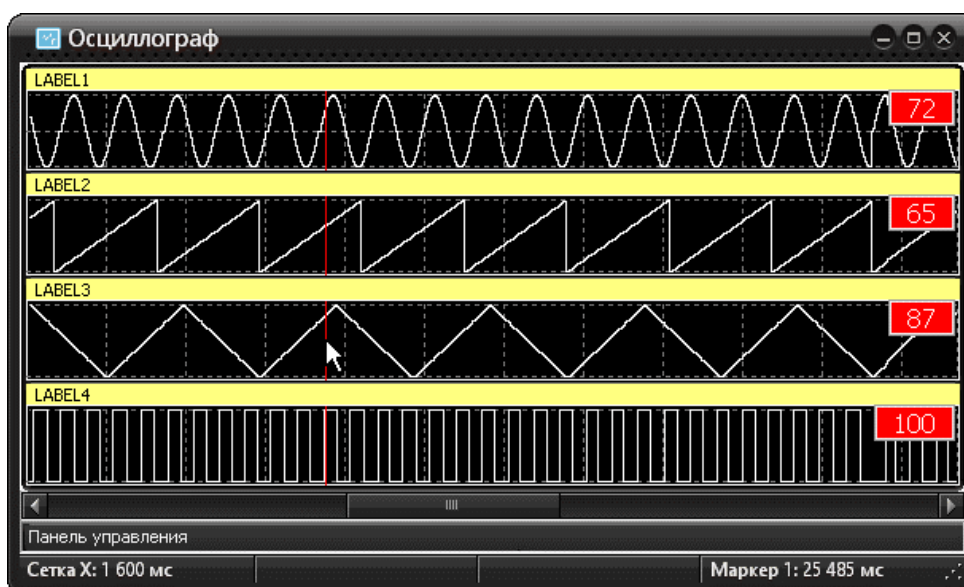 Осциллограф
LABEL1
72
LABEL2
65
LABEL3
87
LABEL4
100
Панель управления
Сетка X: 1 600 мс
Маркер 1: 25 485 мс